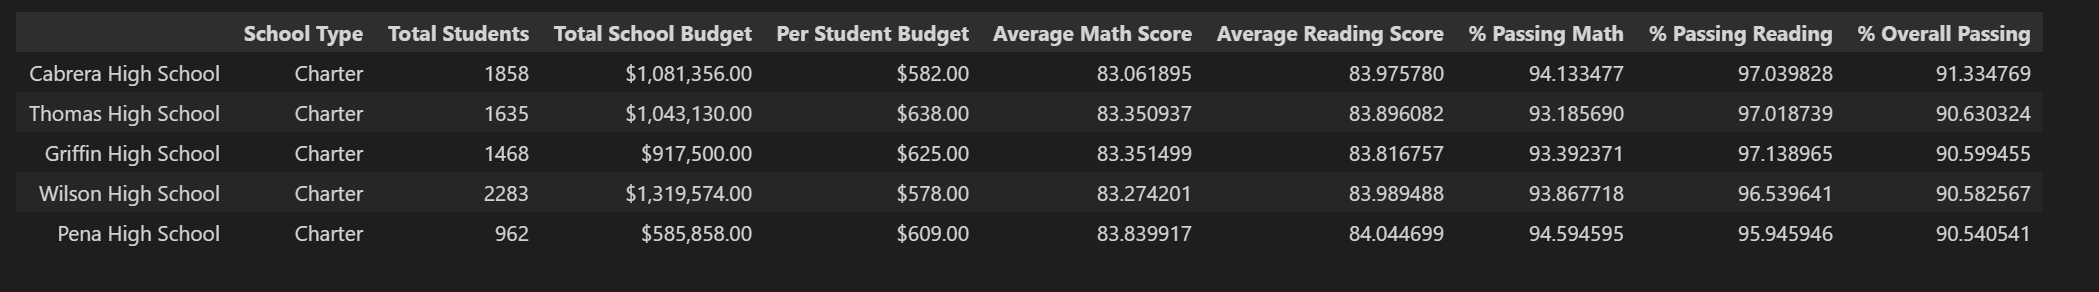 School Type Total Students Total School Budget Per Student Budget Average Math Score Average Reading Score % Passing Math % Passing Reading % Overall Passing
Cabrera High School Charter 1858 $1,081,356.00 $582.00 83.061895 83.975780 94.133477 97.039828 91.334769
Thomas High School Charter 1635 $1,043,130.00 $638.00 83.350937 83.896082 93.185690 97.018739 90.630324
Griffin High School Charter 1468 $917,500.00 $625.00 83.351499 83.816757 93.392371 97.138965 90.599455
Wilson High School Charter 2283 $1,319,574.00 $578.00 83.274201 83.989488 93.867718 96.539641 90.582567
Pena High School Charter 962 $585,858.00 $609.00 83.839917 84.044699 94.594595 95.945946 90.540541